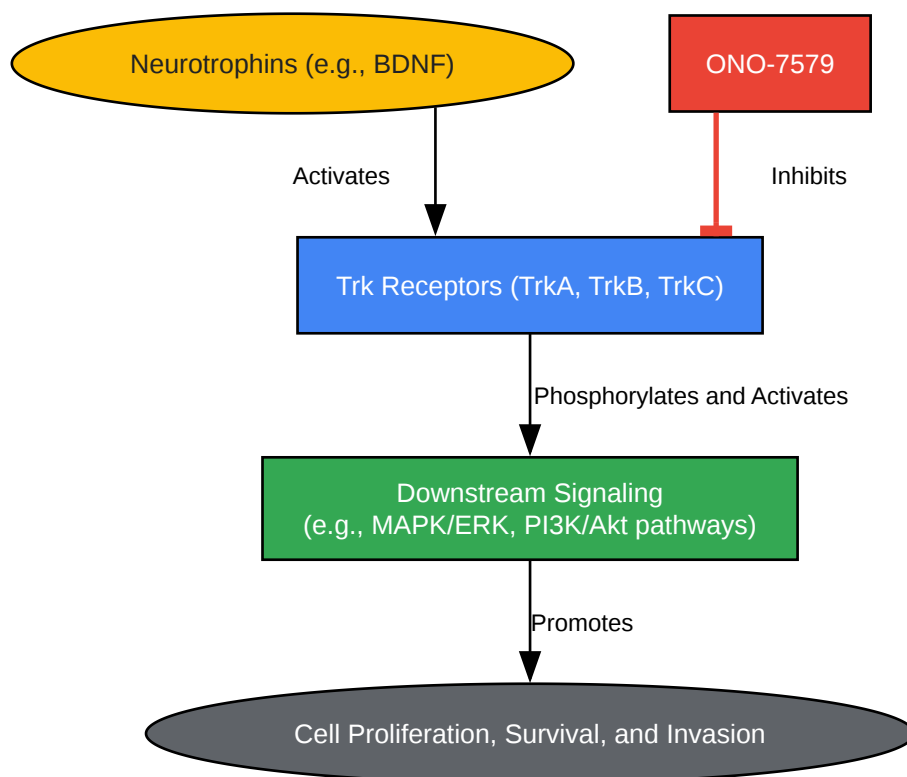 Neurotrophins (e.g., BDNF)
ONO-7579
Activates
Inhibits
Trk Receptors (TrkA, TrkB, TrkC)
Phosphorylates and Activates
Downstream Signaling
(e.g., MAPK/ERK, PI3K/Akt pathways)
Promotes
Cell Proliferation, Survival, and Invasion